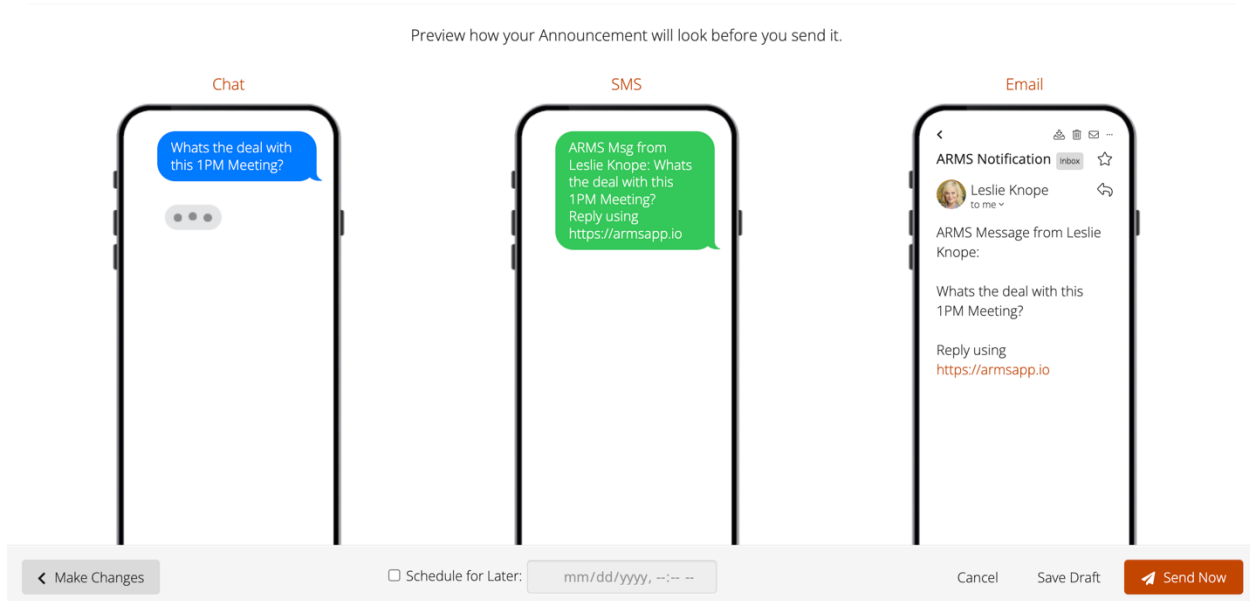 Preview how your Announcement will look before you send it.
Chat
Whats the deal with
this 1PM Meeting?
SMS
ARMS Msg from
Leslie Knope: Whats
the deal with this
1PM Meeting?
Reply using
https://armsapp.io
Email
ARMS Notification Inbox
Leslie Knope
to me
ARMS Message from Leslie
Knope:
Whats the deal with this
1PM Meeting?
Reply using
https://armsapp.io
Make Changes
Schedule for Later: mm/dd/yyyy, --:-- --
Cancel
Save Draft
Send Now